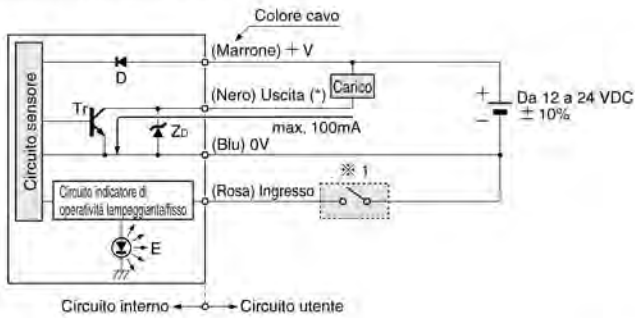 Colore cavo
(Marrone) + V
D
(Nero) Uscita (*)
Carico
Tr
ZD
max. 100mA
+
−
Da 12 a 24 VDC
± 10%
(Blu) 0V
Circuito sensore
(Rosa) Ingresso
※ 1
Circuito indicatore di
operatività lampeggianta/fisso
E
Circuito interno
Circuito utente